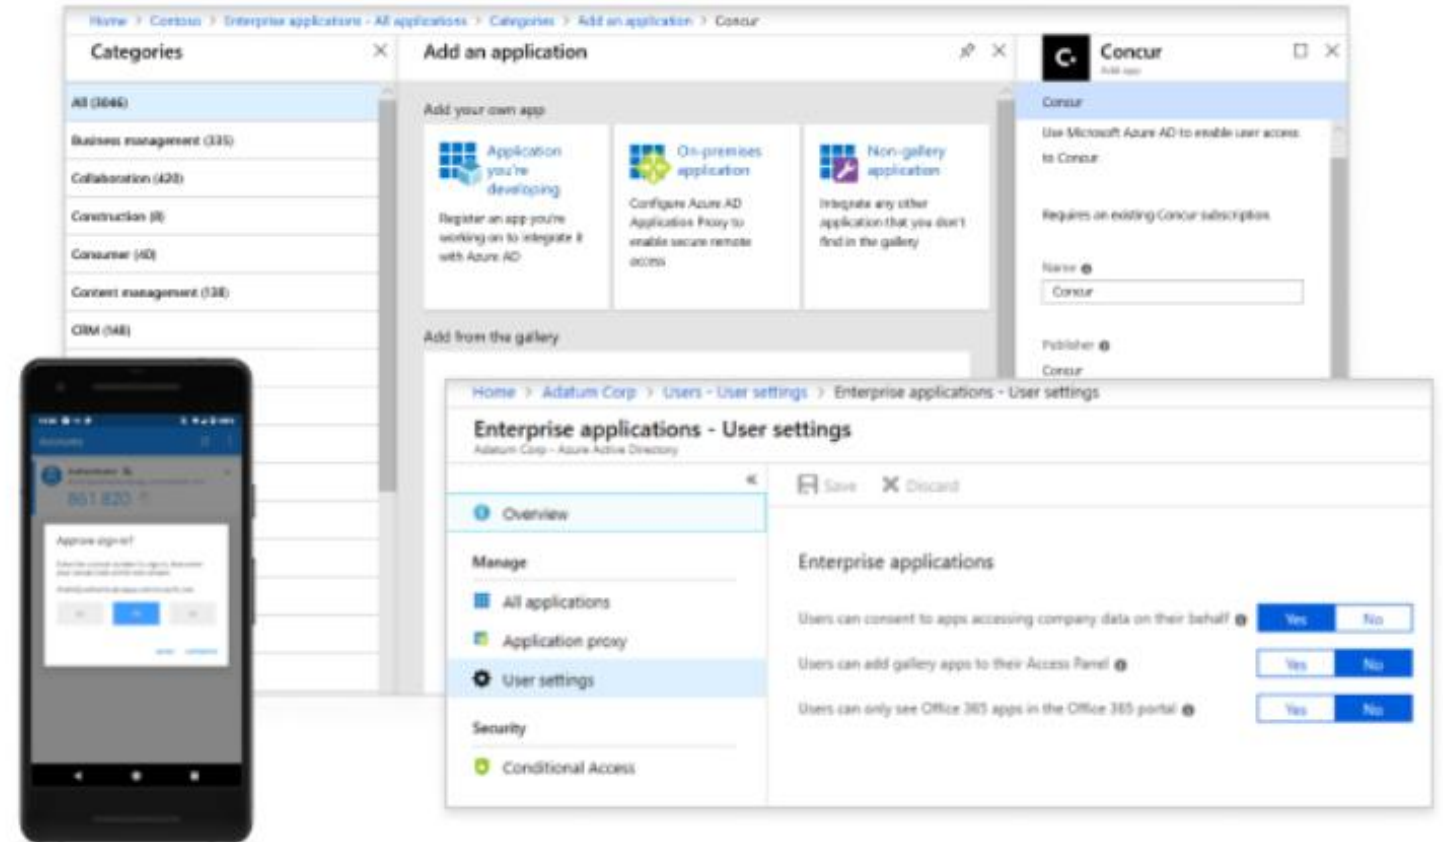 Home > Contoso > Enterprise applications - All applications > Categories > Add an application > Concur
Categories
All (3046)
Business management (335)
Collaboration (420)
Construction (8)
Consumer (40)
Content management (138)
CRM (148)
Add an application
Add your own app
Application
you're
developing
Register an app you're
working on to integrate it
with Azure AD
On-premises
application
Configure Azure AD
Application Proxy to
enable secure remote
access
Non-gallery
application
Integrate any other
application that you don't
find in the gallery
Add from the gallery
Concur
Add app
Concur
Use Microsoft Azure AD to enable user access
to Concur
Requires an existing Concur subscription.
Name
Concur
Publisher
Concur
Accounts
861 820
Approve sign-in?
Home > Adatum Corp > Users - User settings > Enterprise applications - User settings
Enterprise applications - User settings
Adatum Corp - Azure Active Directory
Save Discard
Overview
Manage
All applications
Application proxy
User settings
Security
Conditional Access
Enterprise applications
Users can consent to apps accessing company data on their behalf Yes No
Users can add gallery apps to their Access Panel Yes No
Users can only see Office 365 apps in the Office 365 portal Yes No